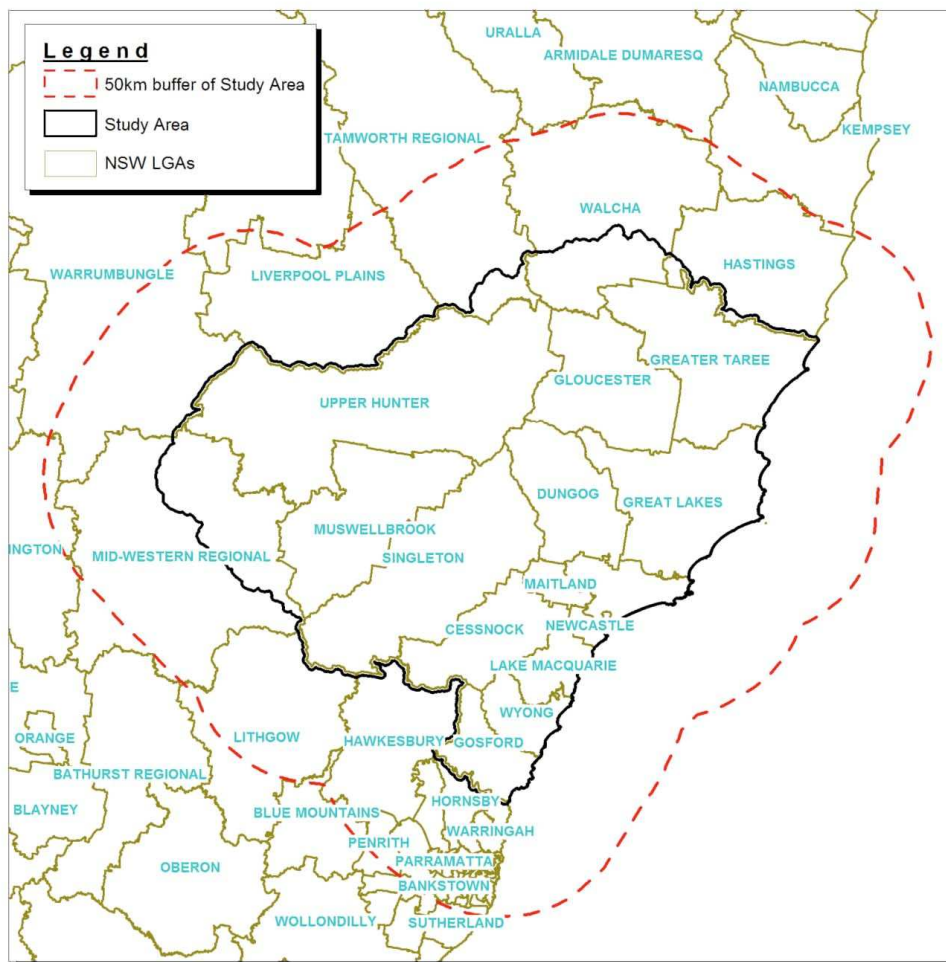 Legend
50km buffer of Study Area
Study Area
NSW LGAs
URALLA
ARMIDALE DUMARESQ
NAMBUCCA
KEMPSEY
TAMWORTH REGIONAL
WALCHA
HASTINGS
WARRUMBUNGLE
LIVERPOOL PLAINS
GREATER TAREE
GLOUCESTER
UPPER HUNTER
DUNGOG
GREAT LAKES
MUSWELLBROOK
INGTON
MID-WESTERN REGIONAL
SINGLETON
MAITLAND
CESSNOCK
NEWCASTLE
LAKE MACQUARIE
E
WYONG
ORANGE
LITHGOW
HAWKESBURY
GOSFORD
BATHURST REGIONAL
BLAYNEY
BLUE MOUNTAINS
HORNSBY
WARRINGAH
PENRITH
PARRAMATTA
OBERON
BANKSTOWN
WOLLONDILLY
SUTHERLAND